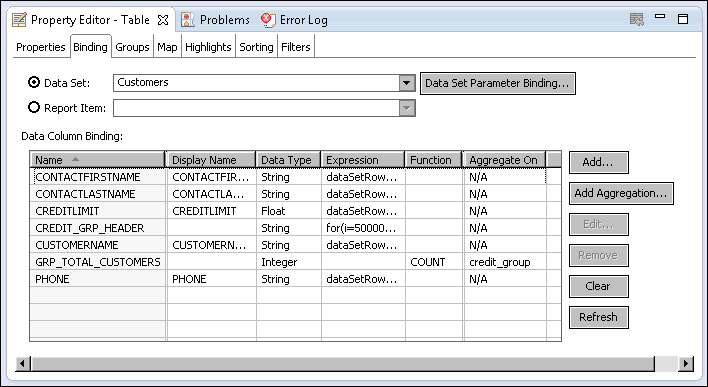 Property Editor - Table Problems Error Log
Properties Binding Groups Map Highlights Sorting Filters
Data Set: Customers Data Set Parameter Binding...
Report Item:
Data Column Binding:
Name Display Name Data Type Expression Function Aggregate On
CONTACTFIRSTNAME CONTACTFIR... String dataSetRow... N/A
CONTACTLASTNAME CONTACTLA... String dataSetRow... N/A
CREDITLIMIT CREDITLIMIT Float dataSetRow... N/A
CREDIT_GRP_HEADER String for(i=50000... N/A
CUSTOMERNAME CUSTOMERN... String dataSetRow... N/A
GRP_TOTAL_CUSTOMERS Integer COUNT credit_group
PHONE PHONE String dataSetRow... N/A
Add...
Add Aggregation...
Edit...
Remove
Clear
Refresh